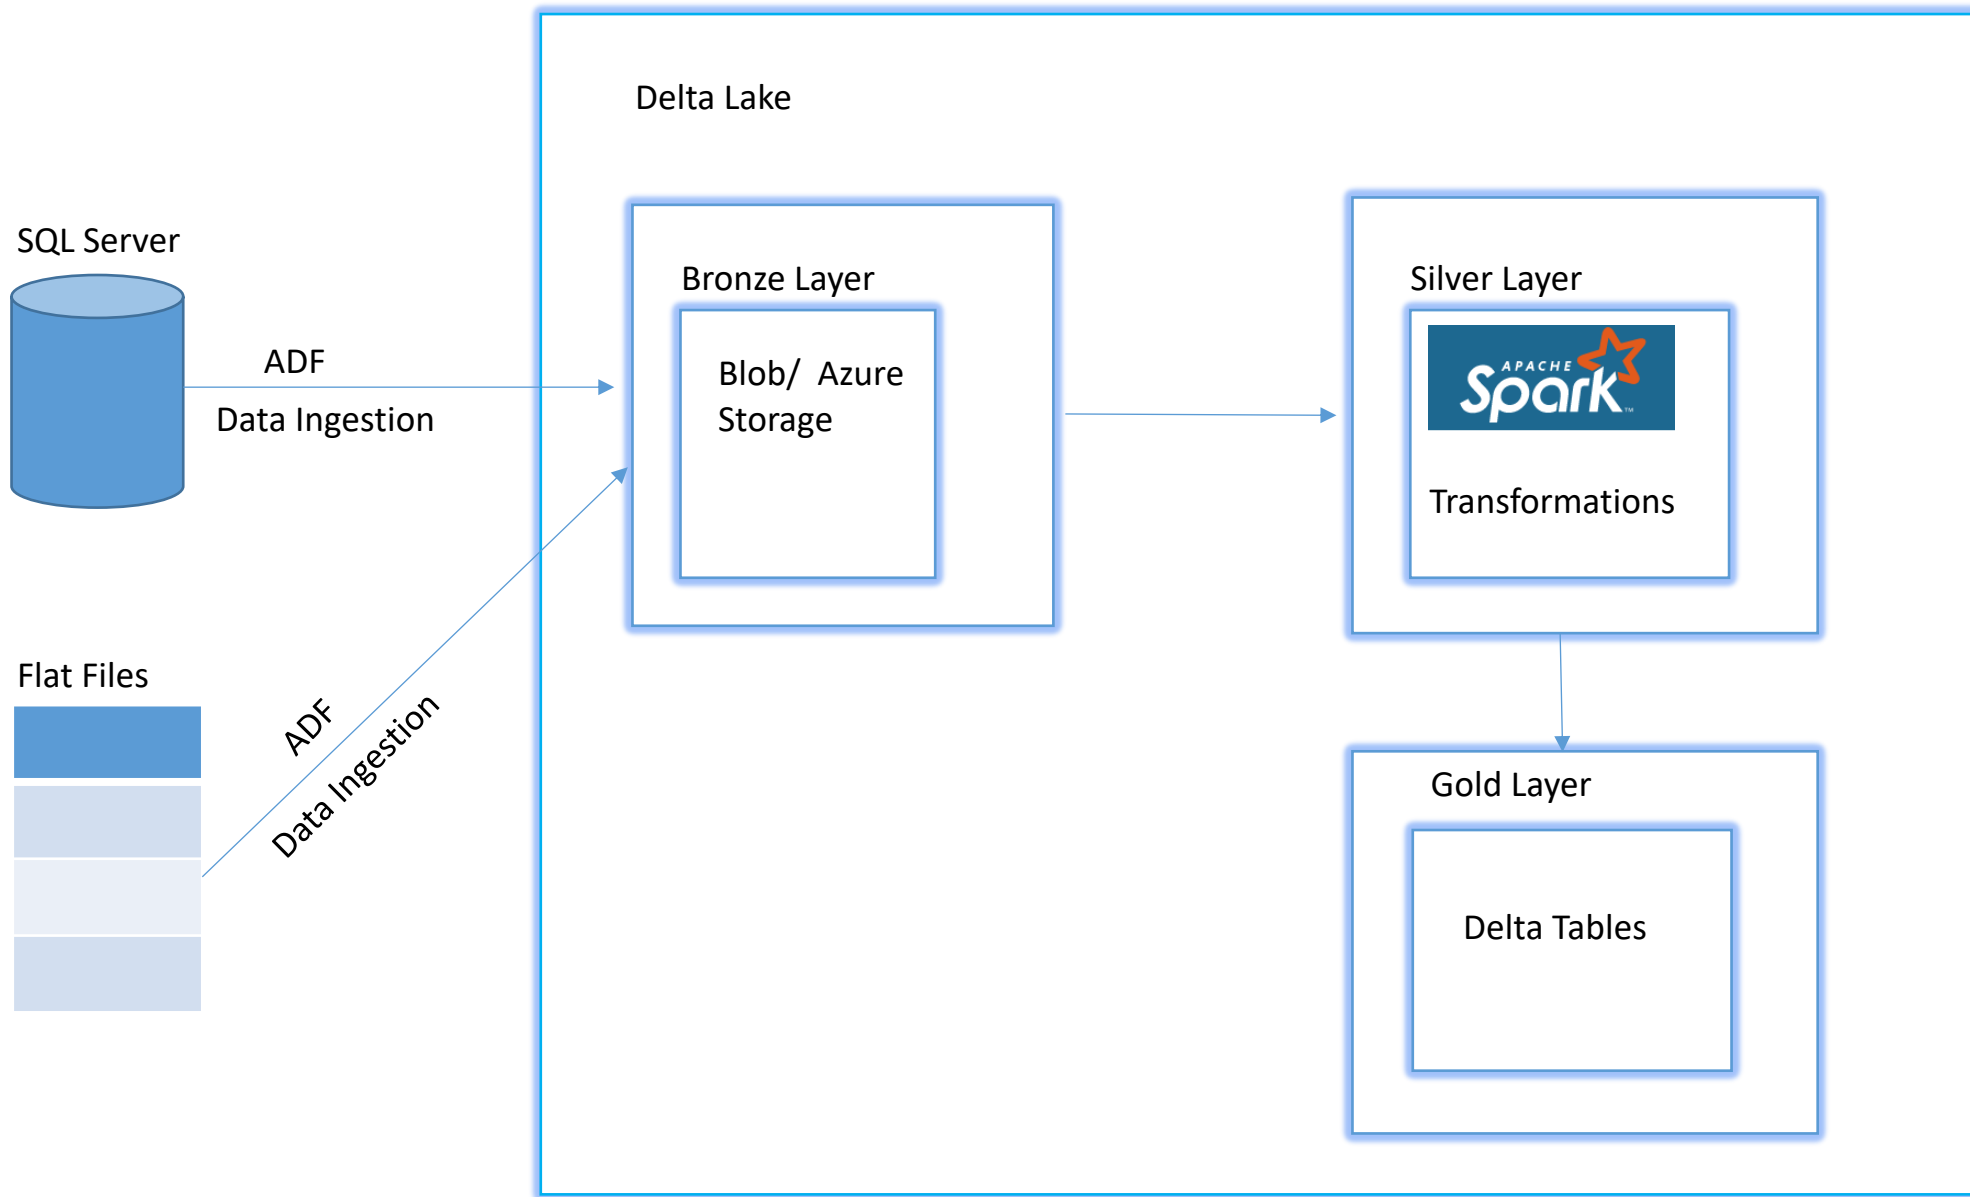 Delta Lake
SQL Server
Bronze Layer
Silver Layer
ADF
Data Ingestion
Blob/ Azure
Storage
APACHE
Spark
TM
Transformations
Flat Files
ADF
Data Ingestion
Gold Layer
Delta Tables